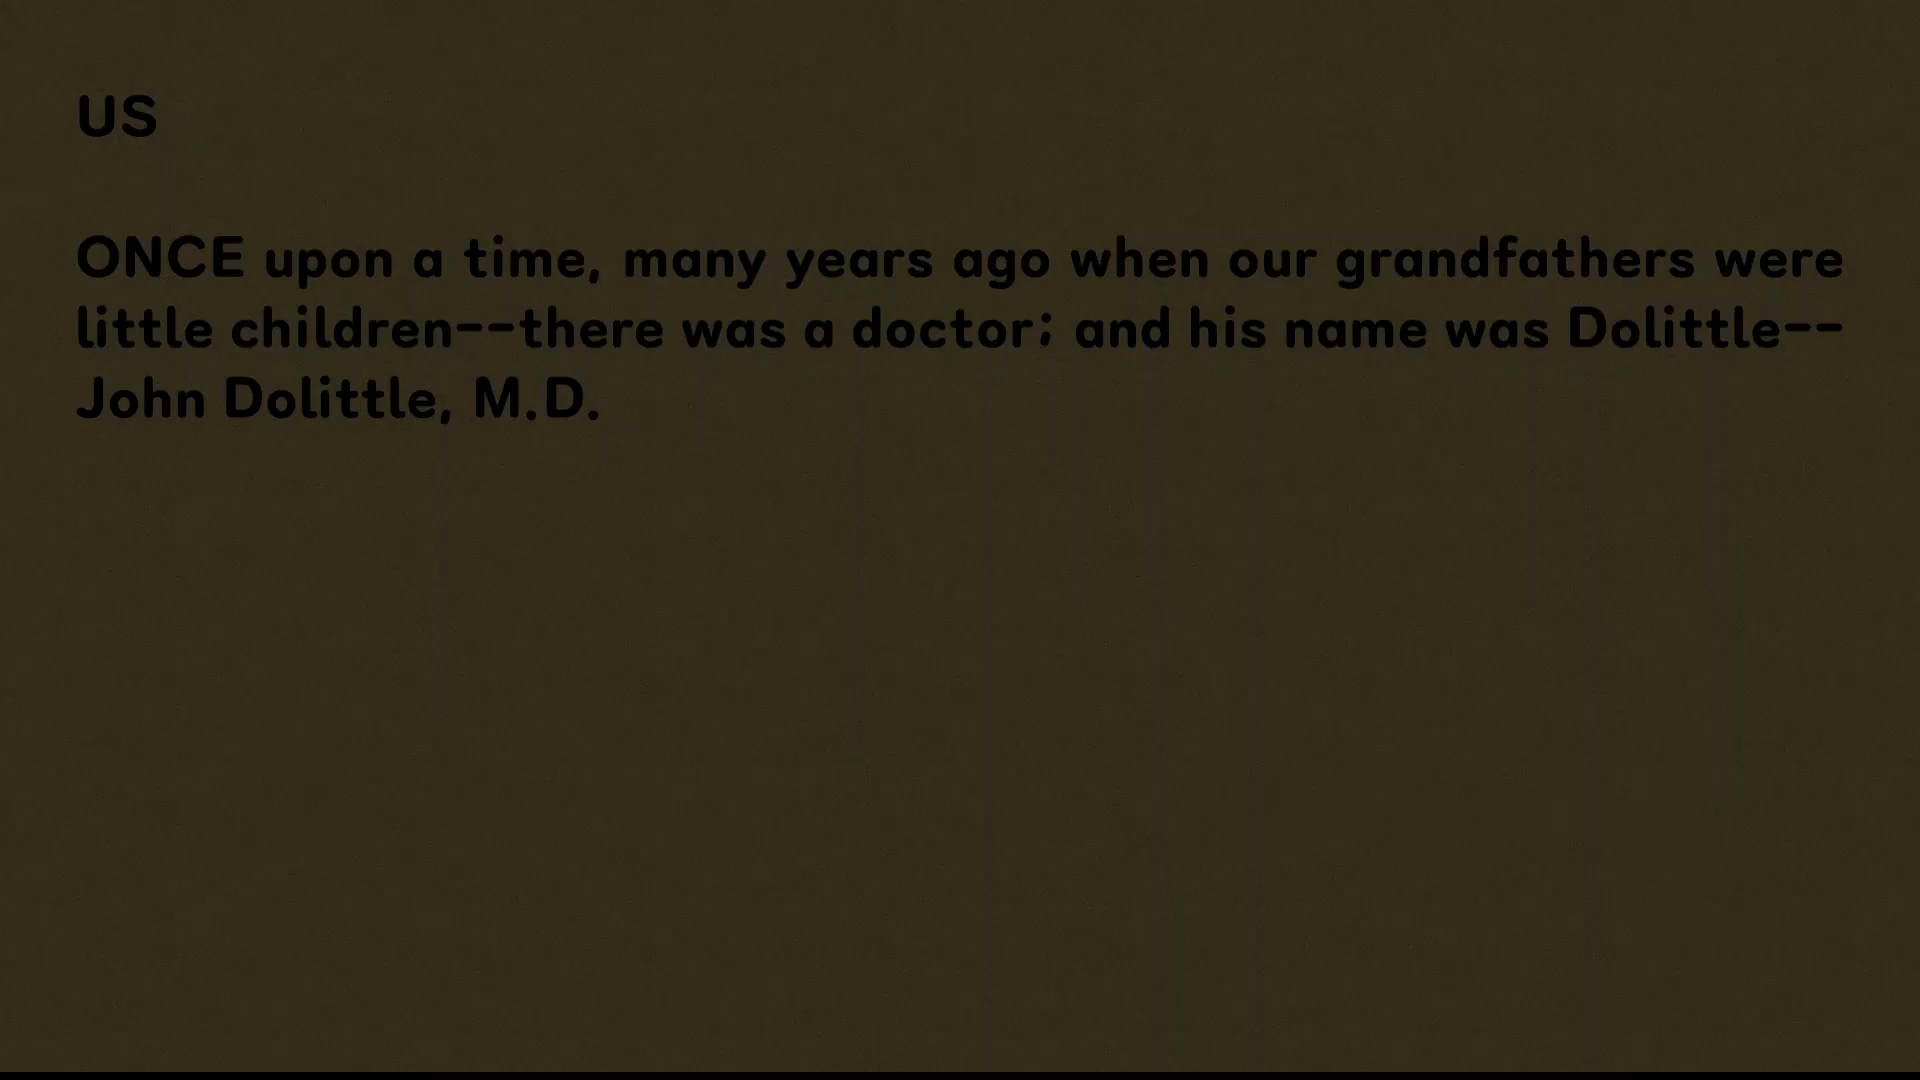 US
ONCE upon a time, many years ago when our grandfathers were
little children--there was a doctor; and his name was Dolittle--
John Dolittle, M.D.